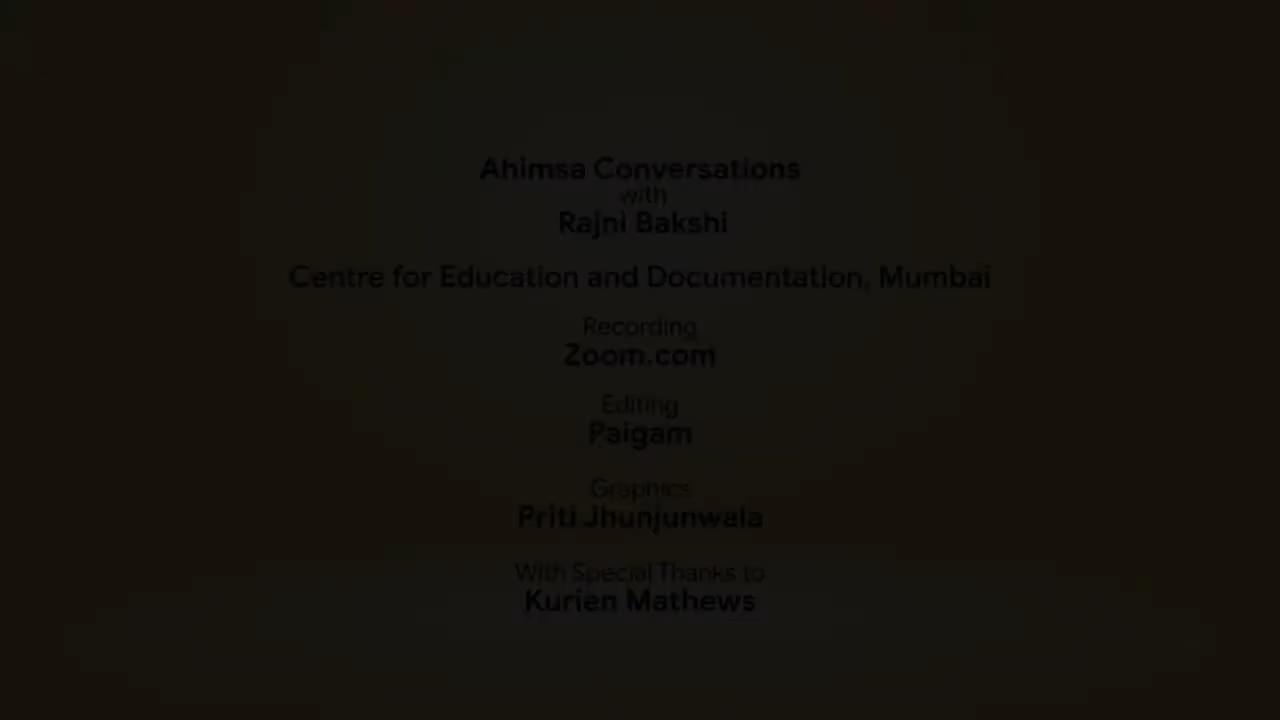 Ahimsa Conversations
with
Rajni Bakshi
Centre for Education and Documentation, Mumbai
Recording
Zoom.com
Editing
Paigam
Graphics
Priti Jhunjunwala
With Special Thanks to
Kurien Mathews